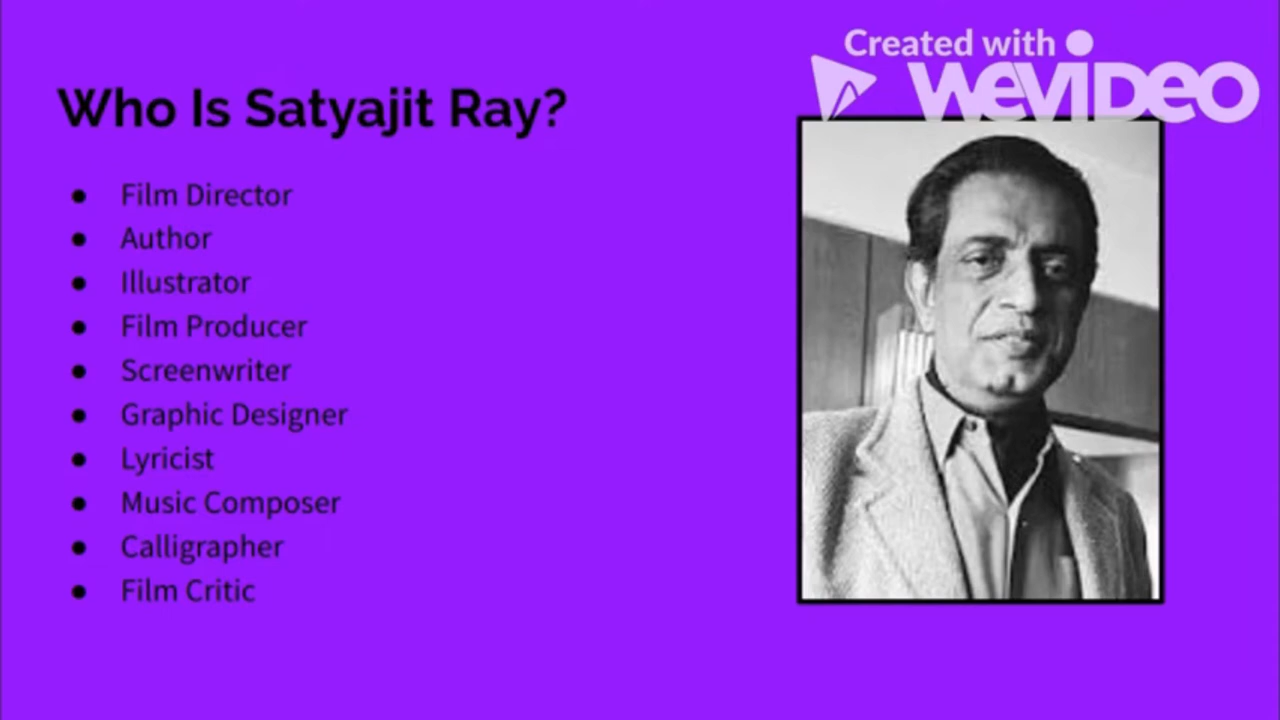 Created with
WEVIDEO
Who Is Satyajit Ray?
● Film Director
● Author
● Illustrator
● Film Producer
● Screenwriter
● Graphic Designer
● Lyricist
● Music Composer
● Calligrapher
● Film Critic